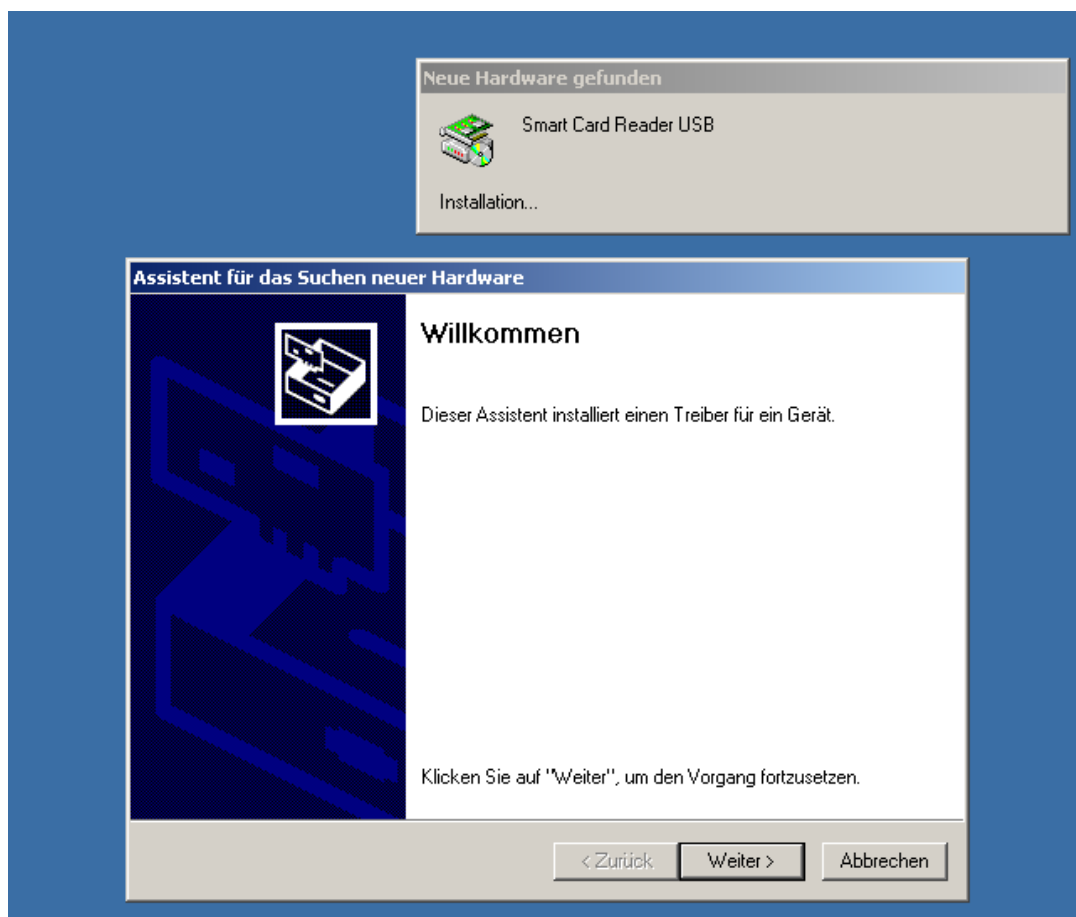 Neue Hardware gefunden
Smart Card Reader USB
Installation...
Assistent für das Suchen neuer Hardware
Willkommen
Dieser Assistent installiert einen Treiber für ein Gerät.
Klicken Sie auf "Weiter", um den Vorgang fortzusetzen.
< Zurück Weiter > Abbrechen